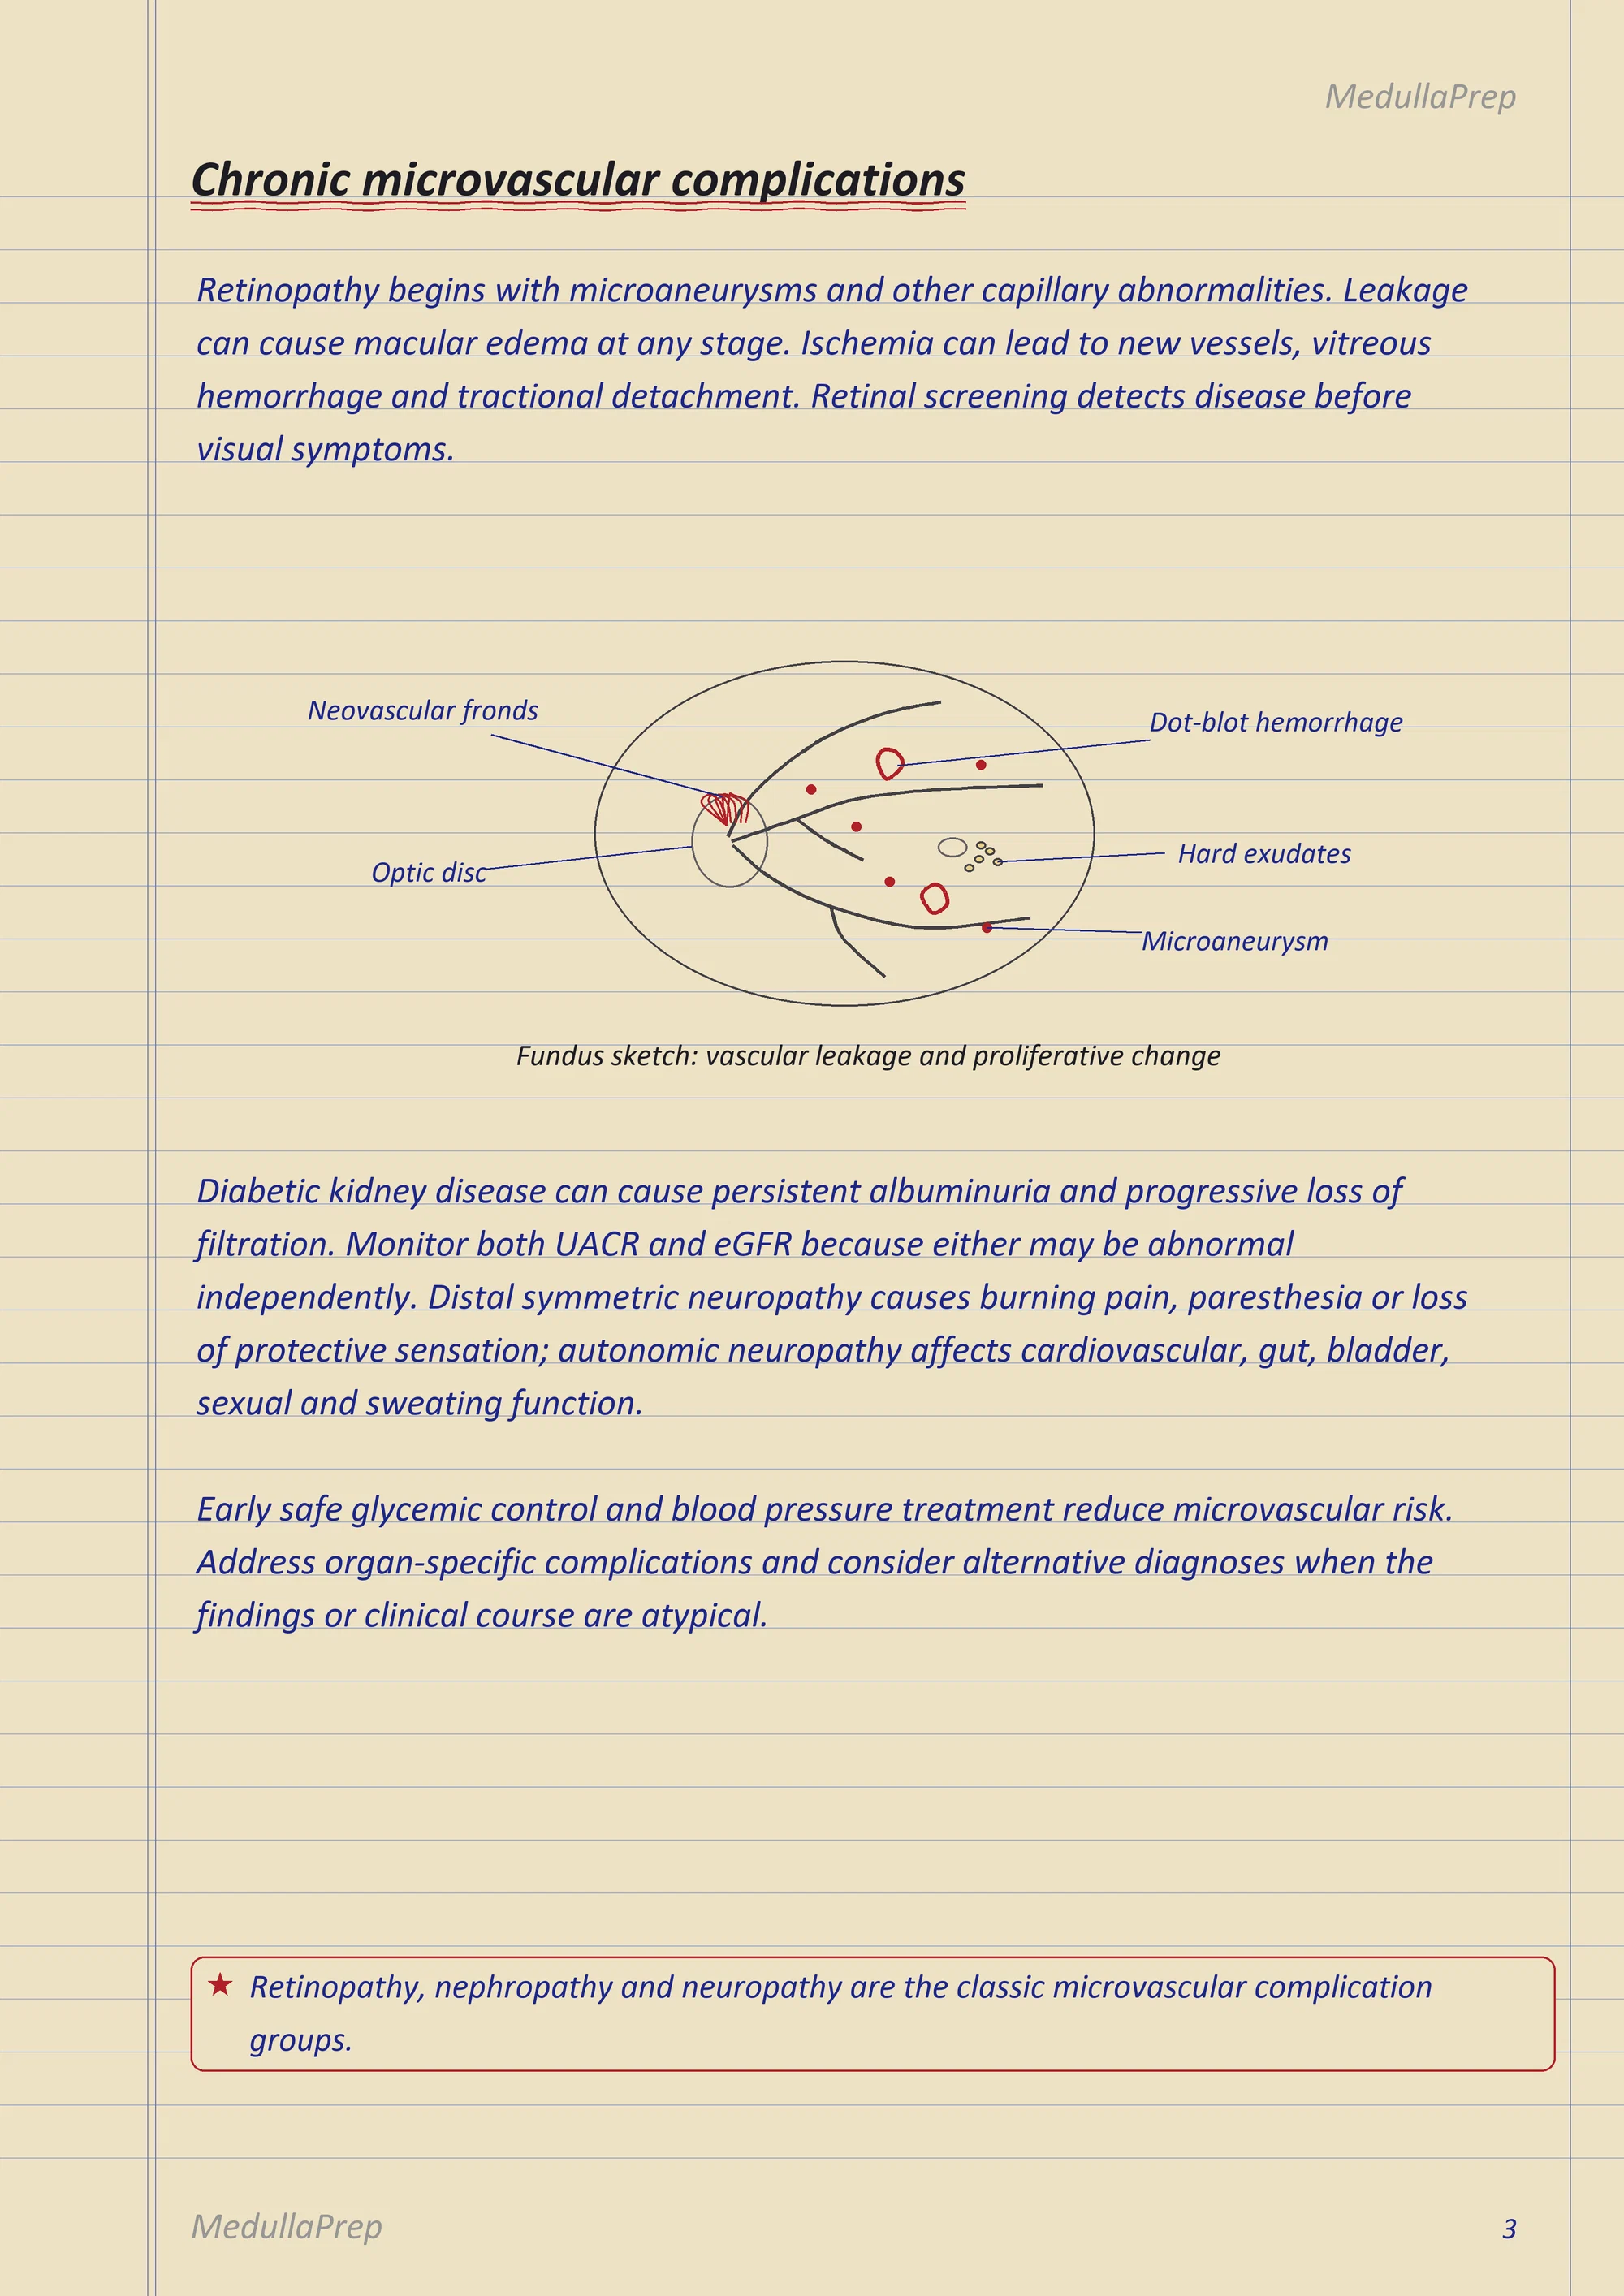 MedullaPrep
Chronic microvascular complications
Retinopathy begins with microaneurysms and other capillary abnormalities. Leakage
can cause macular edema at any stage. Ischemia can lead to new vessels, vitreous
hemorrhage and tractional detachment. Retinal screening detects disease before
visual symptoms.
Neovascular fronds
Dot-blot hemorrhage
Optic disc
Hard exudates
Microaneurysm
Fundus sketch: vascular leakage and proliferative change
Diabetic kidney disease can cause persistent albuminuria and progressive loss of
filtration. Monitor both UACR and eGFR because either may be abnormal
independently. Distal symmetric neuropathy causes burning pain, paresthesia or loss
of protective sensation; autonomic neuropathy affects cardiovascular, gut, bladder,
sexual and sweating function.
Early safe glycemic control and blood pressure treatment reduce microvascular risk.
Address organ-specific complications and consider alternative diagnoses when the
findings or clinical course are atypical.
★ Retinopathy, nephropathy and neuropathy are the classic microvascular complication
groups.
MedullaPrep
3